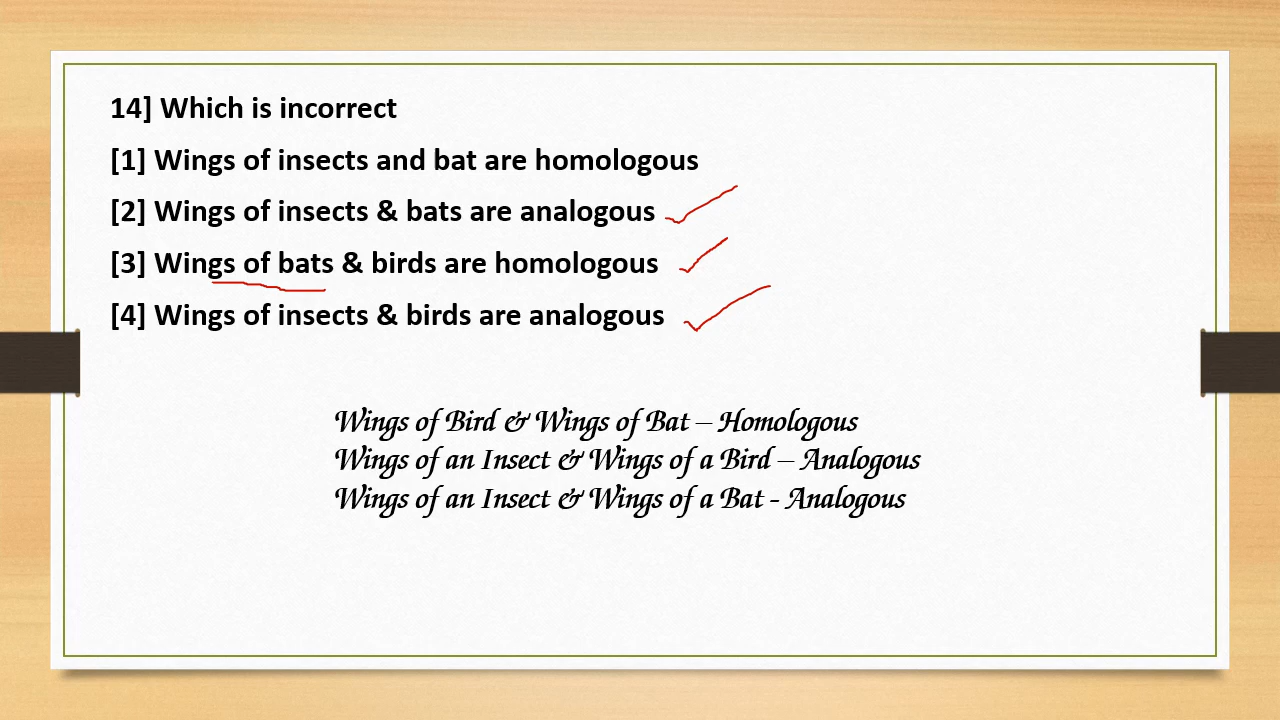 14] Which is incorrect
[1] Wings of insects and bat are homologous
[2] Wings of insects & bats are analogous
[3] Wings of bats & birds are homologous
[4] Wings of insects & birds are analogous
Wings of Bird & Wings of Bat – Homologous
Wings of an Insect & Wings of a Bird – Analogous
Wings of an Insect & Wings of a Bat - Analogous